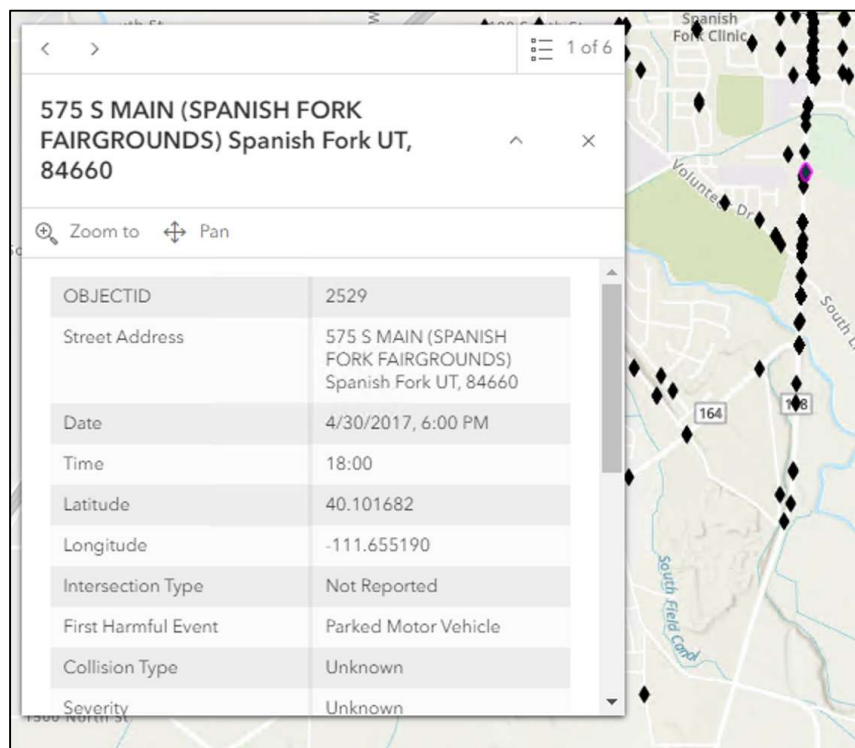 uth St
Spanish
Fork Clinic
1 of 6
575 S MAIN (SPANISH FORK
FAIRGROUNDS) Spanish Fork UT,
84660
Zoom to
Pan
Volunteer Dr
OBJECTID 2529
Street Address 575 S MAIN (SPANISH
FORK FAIRGROUNDS)
Spanish Fork UT, 84660
Date 4/30/2017, 6:00 PM
Time 18:00
Latitude 40.101682
Longitude -111.655190
Intersection Type Not Reported
First Harmful Event Parked Motor Vehicle
Collision Type Unknown
Severity Unknown
South
164
South Field Canal